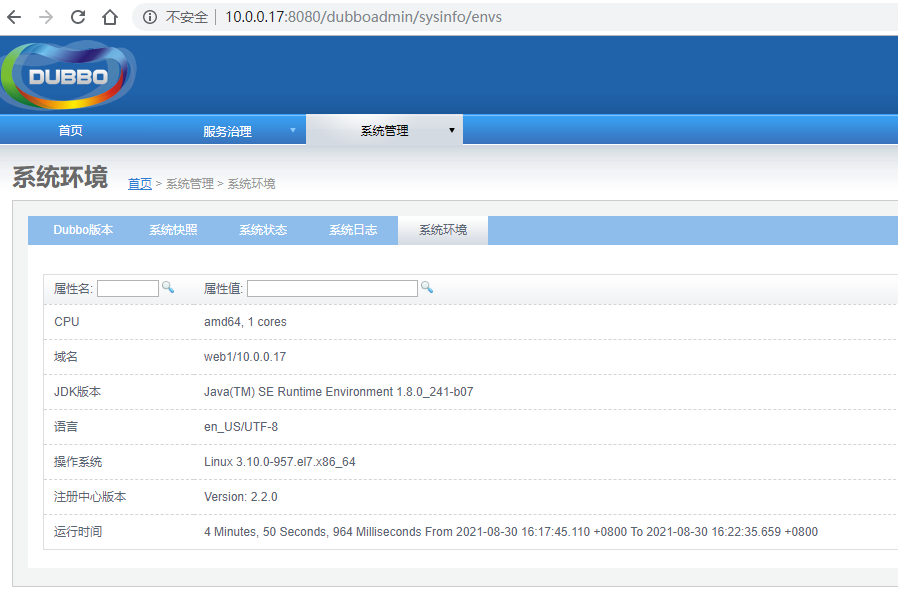 不安全 10.0.0.17:8080/dubboadmin/sysinfo/envs
DUBBO
首页 服务治理 系统管理
系统环境 首页 > 系统管理 > 系统环境
Dubbo版本 系统快照 系统状态 系统日志 系统环境
属性名: 属性值:
CPU amd64, 1 cores
域名 web1/10.0.0.17
JDK版本 Java(TM) SE Runtime Environment 1.8.0_241-b07
语言 en_US/UTF-8
操作系统 Linux 3.10.0-957.el7.x86_64
注册中心版本 Version: 2.2.0
运行时间 4 Minutes, 50 Seconds, 964 Milliseconds From 2021-08-30 16:17:45.110 +0800 To 2021-08-30 16:22:35.659 +0800